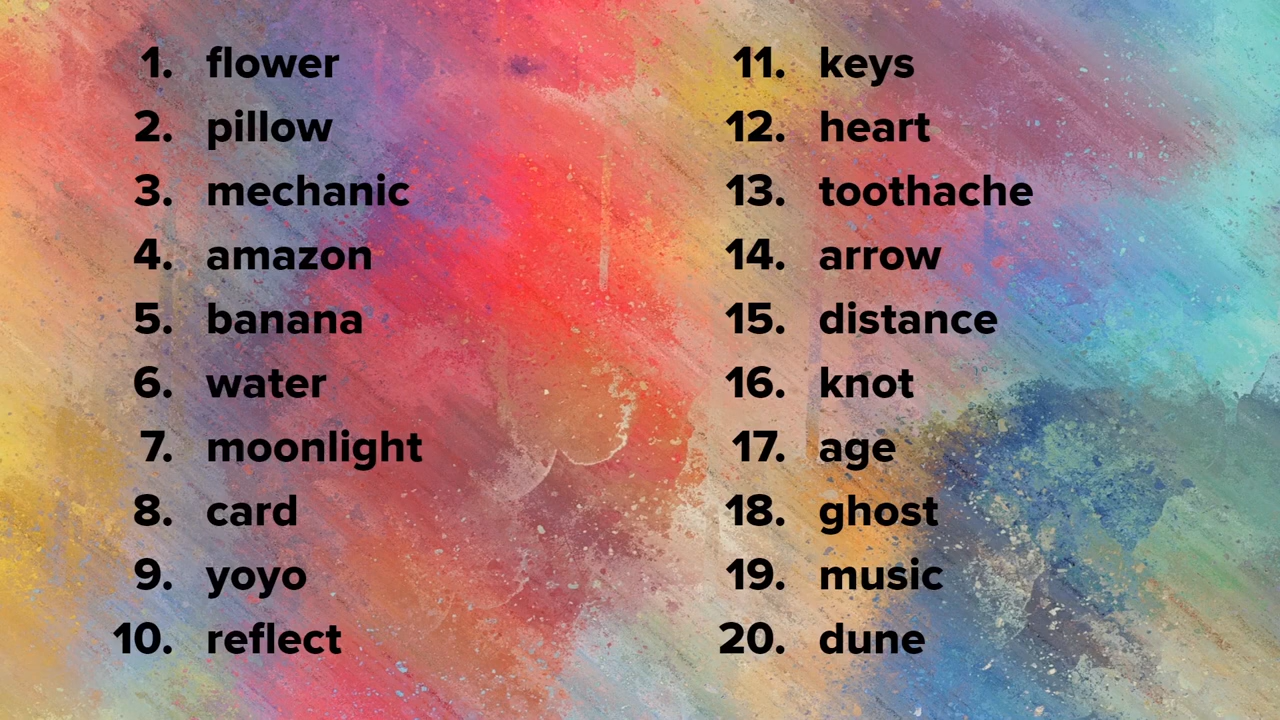 1. flower
2. pillow
3. mechanic
4. amazon
5. banana
6. water
7. moonlight
8. card
9. yoyo
10. reflect
11. keys
12. heart
13. toothache
14. arrow
15. distance
16. knot
17. age
18. ghost
19. music
20. dune